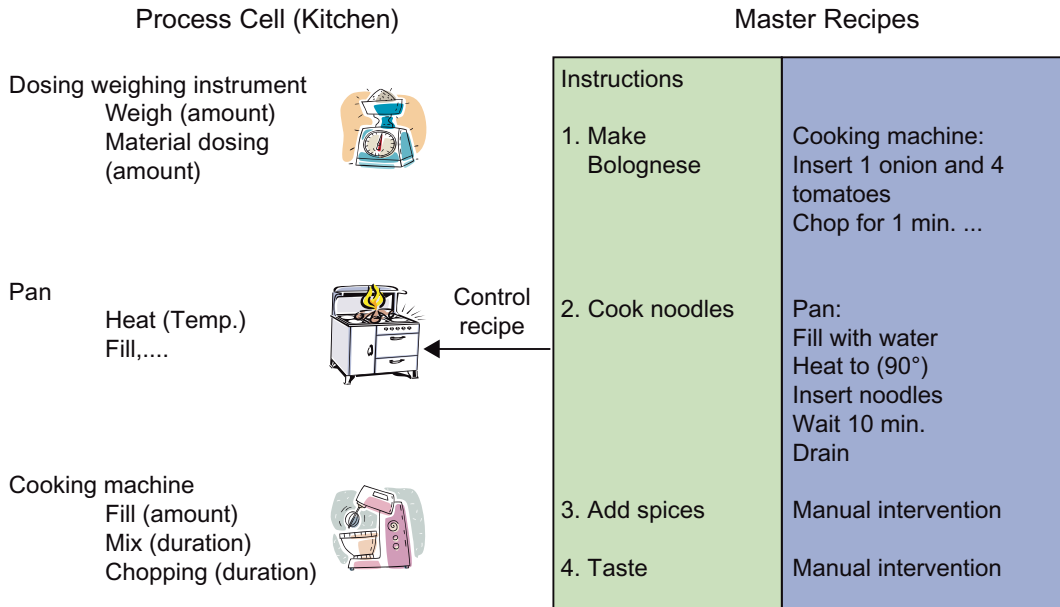 Process Cell (Kitchen)
Dosing weighing instrument
Weigh (amount)
Material dosing
(amount)
Pan
Heat (Temp.)
Fill,....
Cooking machine
Fill (amount)
Mix (duration)
Chopping (duration)
Control
recipe
Master Recipes
Instructions
1. Make
Bolognese
Cooking machine:
Insert 1 onion and 4
tomatoes
Chop for 1 min. ...
2. Cook noodles
Pan:
Fill with water
Heat to (90°)
Insert noodles
Wait 10 min.
Drain
3. Add spices
Manual intervention
4. Taste
Manual intervention